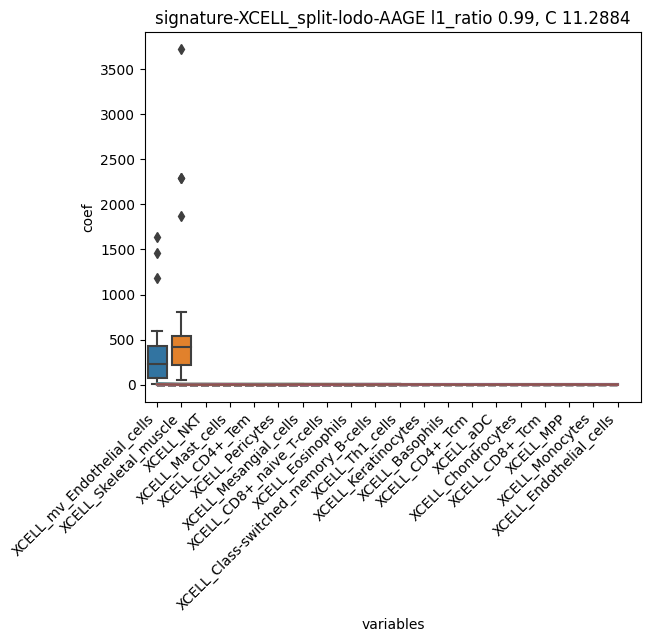 signature-XCELL_split-lodo-AAGE l1_ratio 0.99, C 11.2884
3500
3000
2500
2000
1500
1000
500
0
coef
XCELL_mv_Endothelial_cells
XCELL_Skeletal_muscle
XCELL_NKT
XCELL_Mast_cells
XCELL_CD4+_Tem
XCELL_Pericytes
XCELL_Mesangial_cells
XCELL_CD8+_naive_T-cells
XCELL_Eosinophils
XCELL_Class-switched_memory_B-cells
XCELL_Th1_cells
XCELL_Keratinocytes
XCELL_Basophils
XCELL_CD4+_Tcm
XCELL_aDC
XCELL_Chondrocytes
XCELL_CD8+_Tcm
XCELL_MPP
XCELL_Monocytes
XCELL_Endothelial_cells
variables